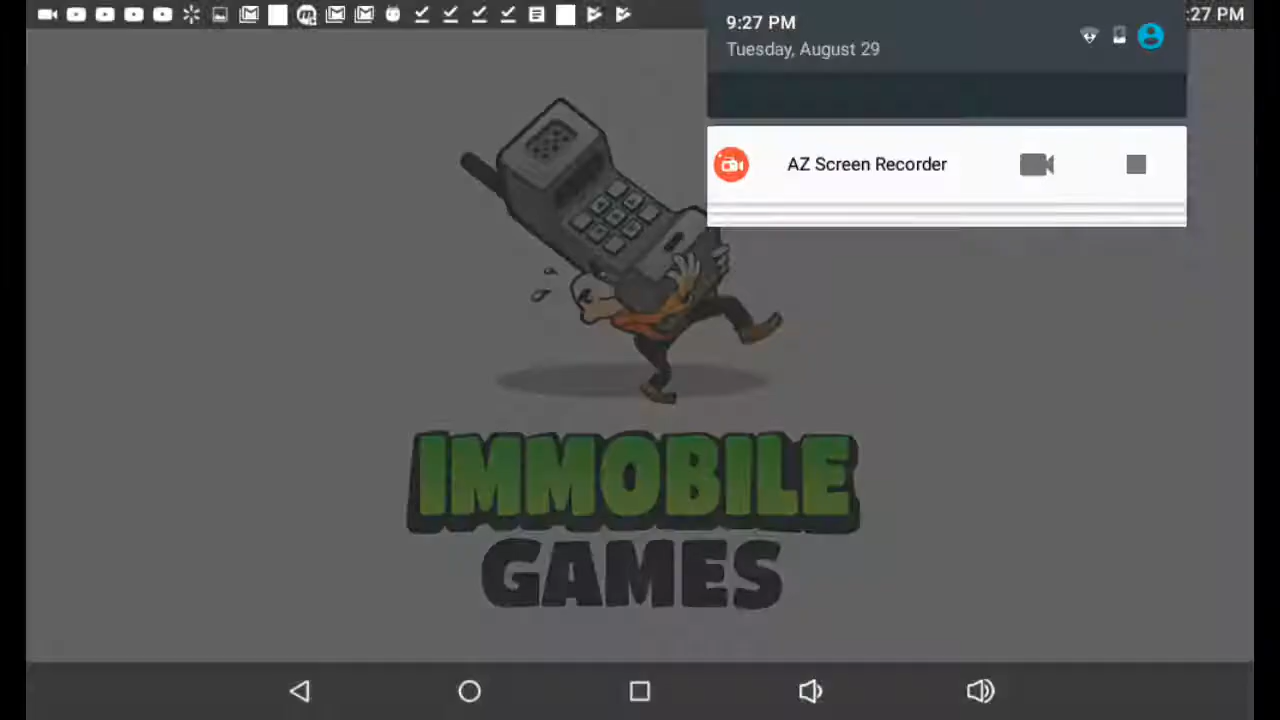 :27 PM
9:27 PM
Tuesday, August 29
AZ Screen Recorder
IMMOBILE
GAMES